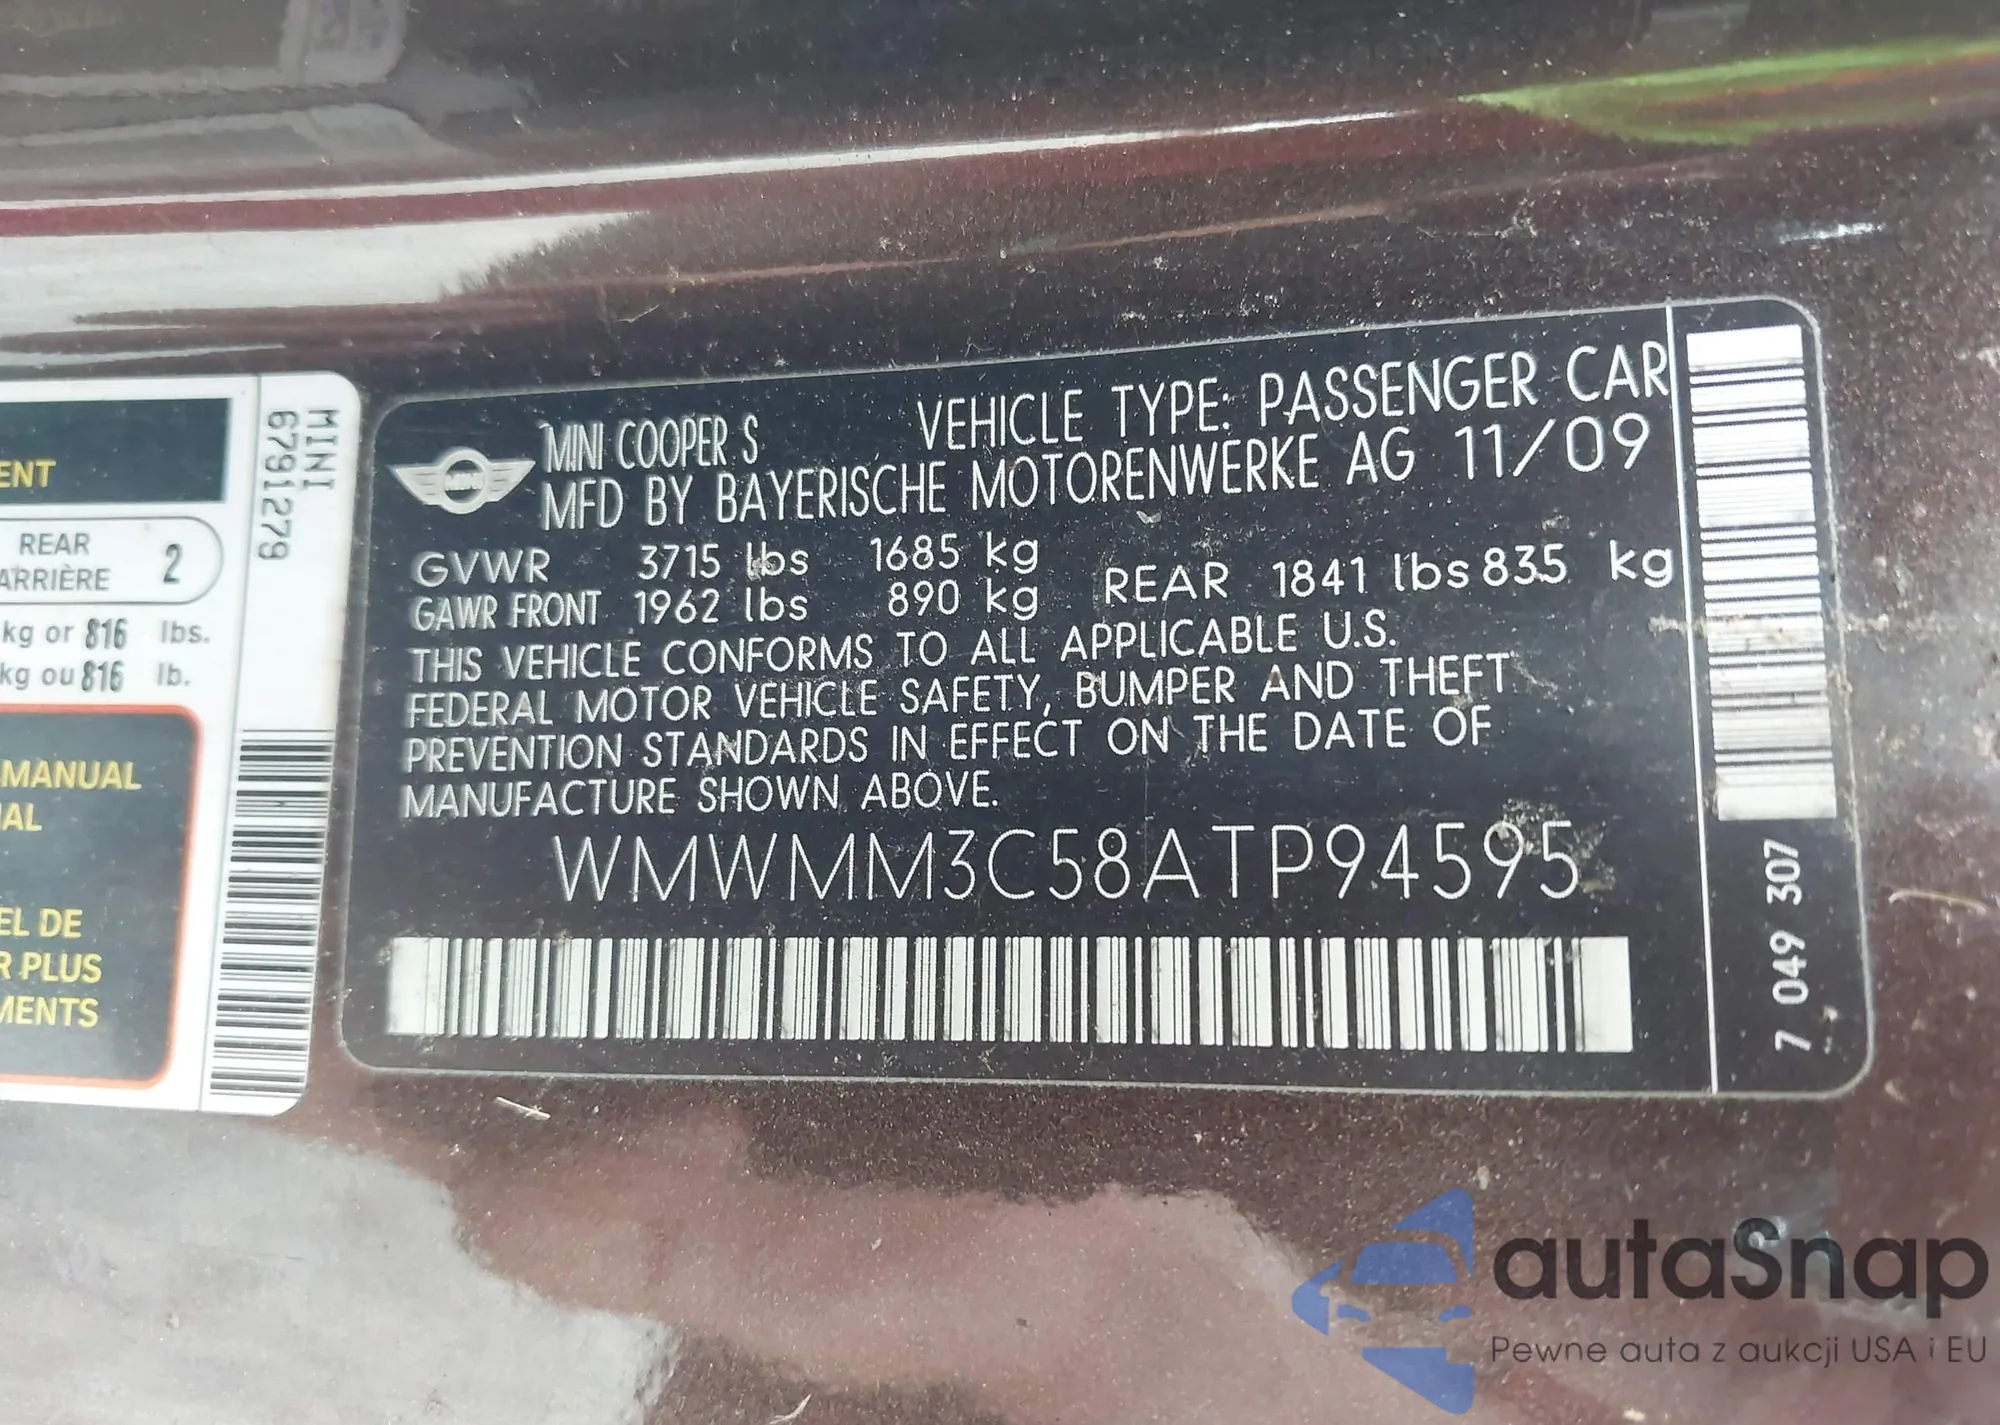 ENT
REAR
ARRIÈRE
2
kg or 816 lbs.
kg ou 816 lb.
MANUAL
IAL
EL DE
R PLUS
MENTS
MINI
6791279
MINI
MINI COOPER S VEHICLE TYPE: PASSENGER CAR
MFD BY BAYERISCHE MOTORENWERKE AG 11/09
GVWR 3715 lbs 1685 kg
GAWR FRONT 1962 lbs 890 kg REAR 1841 lbs 835 kg
THIS VEHICLE CONFORMS TO ALL APPLICABLE U.S.
FEDERAL MOTOR VEHICLE SAFETY, BUMPER AND THEFT
PREVENTION STANDARDS IN EFFECT ON THE DATE OF
MANUFACTURE SHOWN ABOVE.
WMWMM3C58ATP94595
7 049 307
autaSnap
Pewne auta z aukcji USA i EU